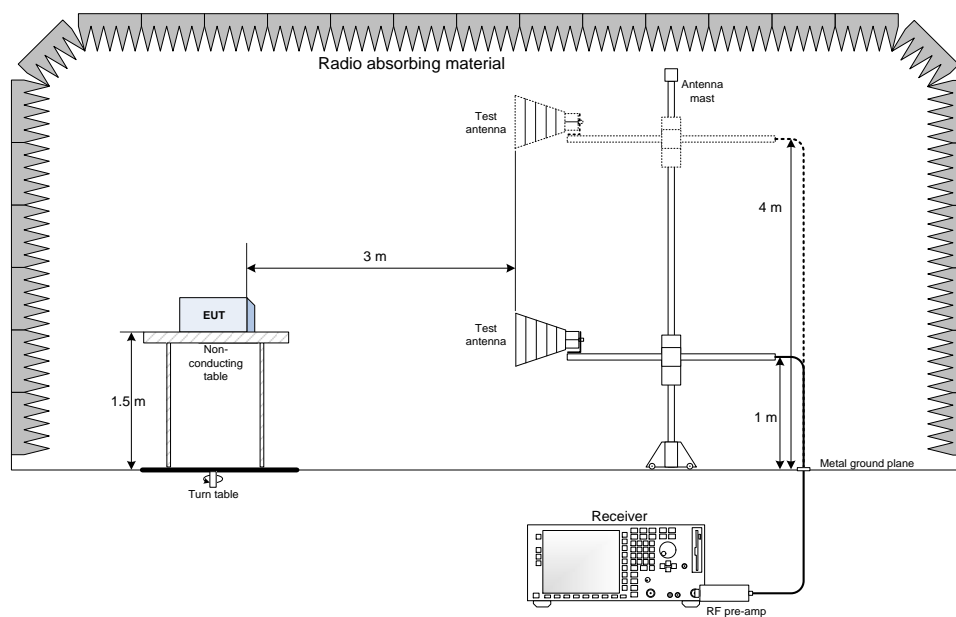 Radio absorbing material
Antenna
mast
Test
antenna
4 m
3 m
EUT
Test
antenna
Non-
conducting
table
1.5 m
1 m
Metal ground plane
Turn table
Receiver
RF pre-amp